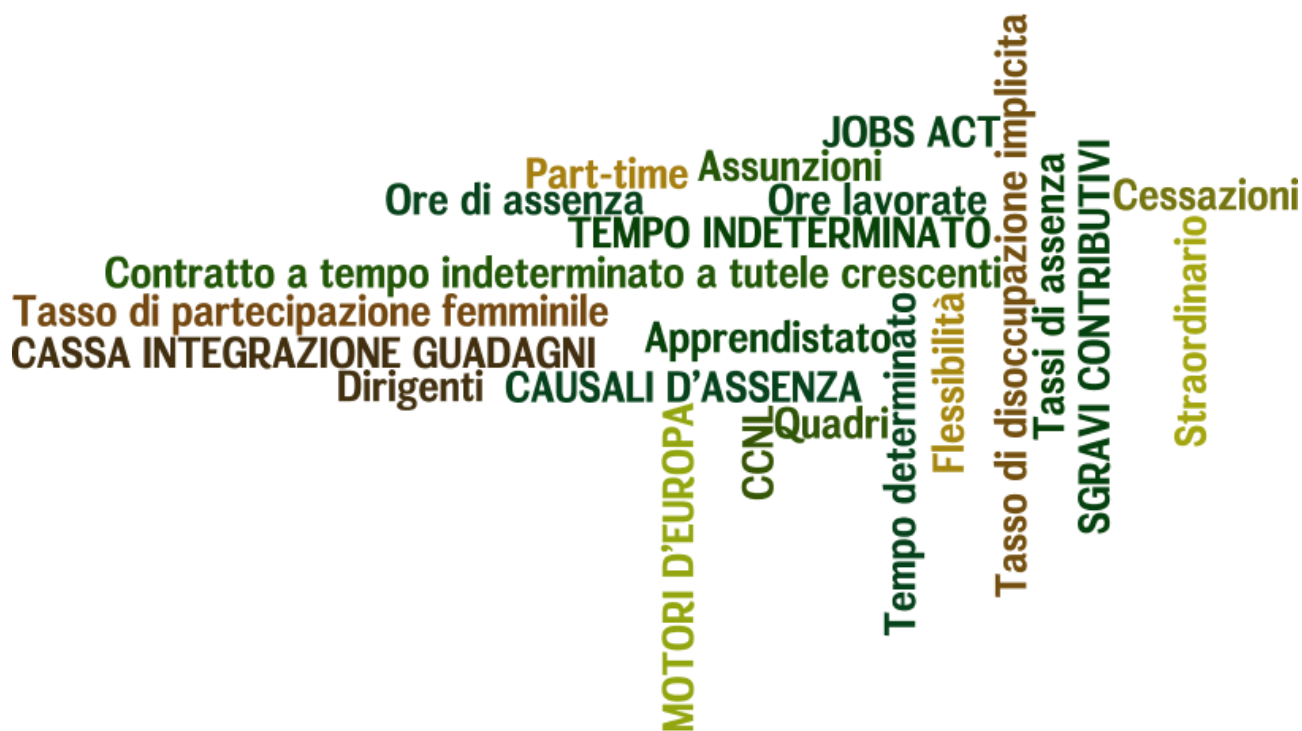 Tasso di disoccupazione implicita
JOBS ACT
Part-time
Assunzioni
Ore di assenza
Ore lavorate
Tassi di assenza
SGRAVI CONTRIBUTIVI
Cessazioni
TEMPO INDETERMINATO
Straordinario
Contratto a tempo indeterminato a tutele crescenti
Tasso di partecipazione femminile
Apprendistato
Tempo determinato
Flessibilità
CASSA INTEGRAZIONE GUADAGNI
Dirigenti
CAUSALI D’ASSENZA
MOTORI D’EUROPA
CCNL
Quadri